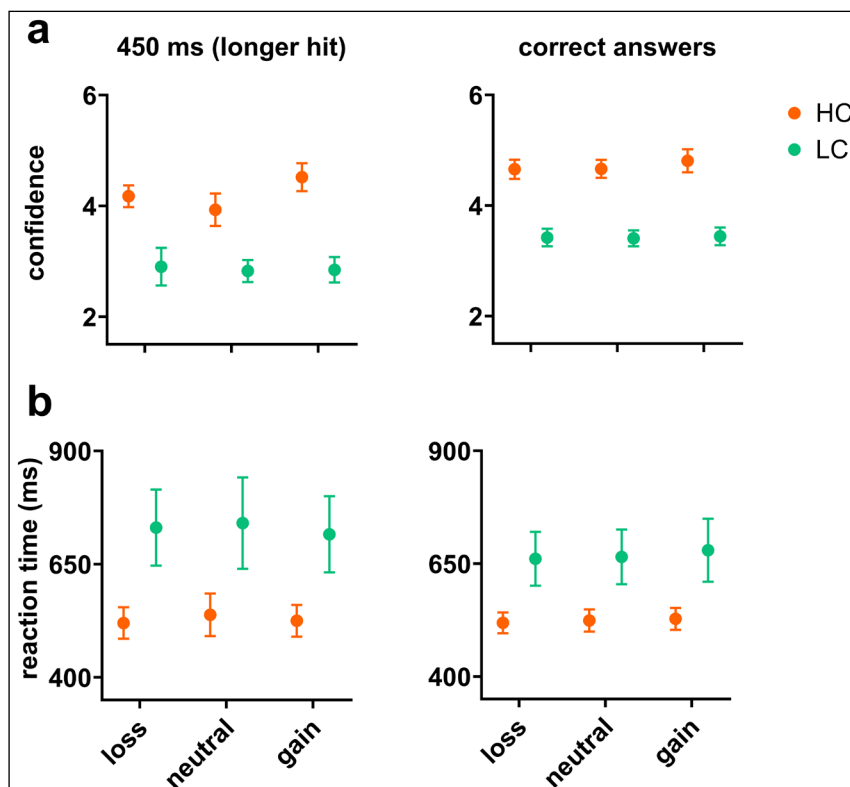 a
450 ms (longer hit)
correct answers
HC
LC
confidence
6
4
2
6
4
2
b
reaction time (ms)
900
650
400
900
650
400
loss
neutral
gain
loss
neutral
gain